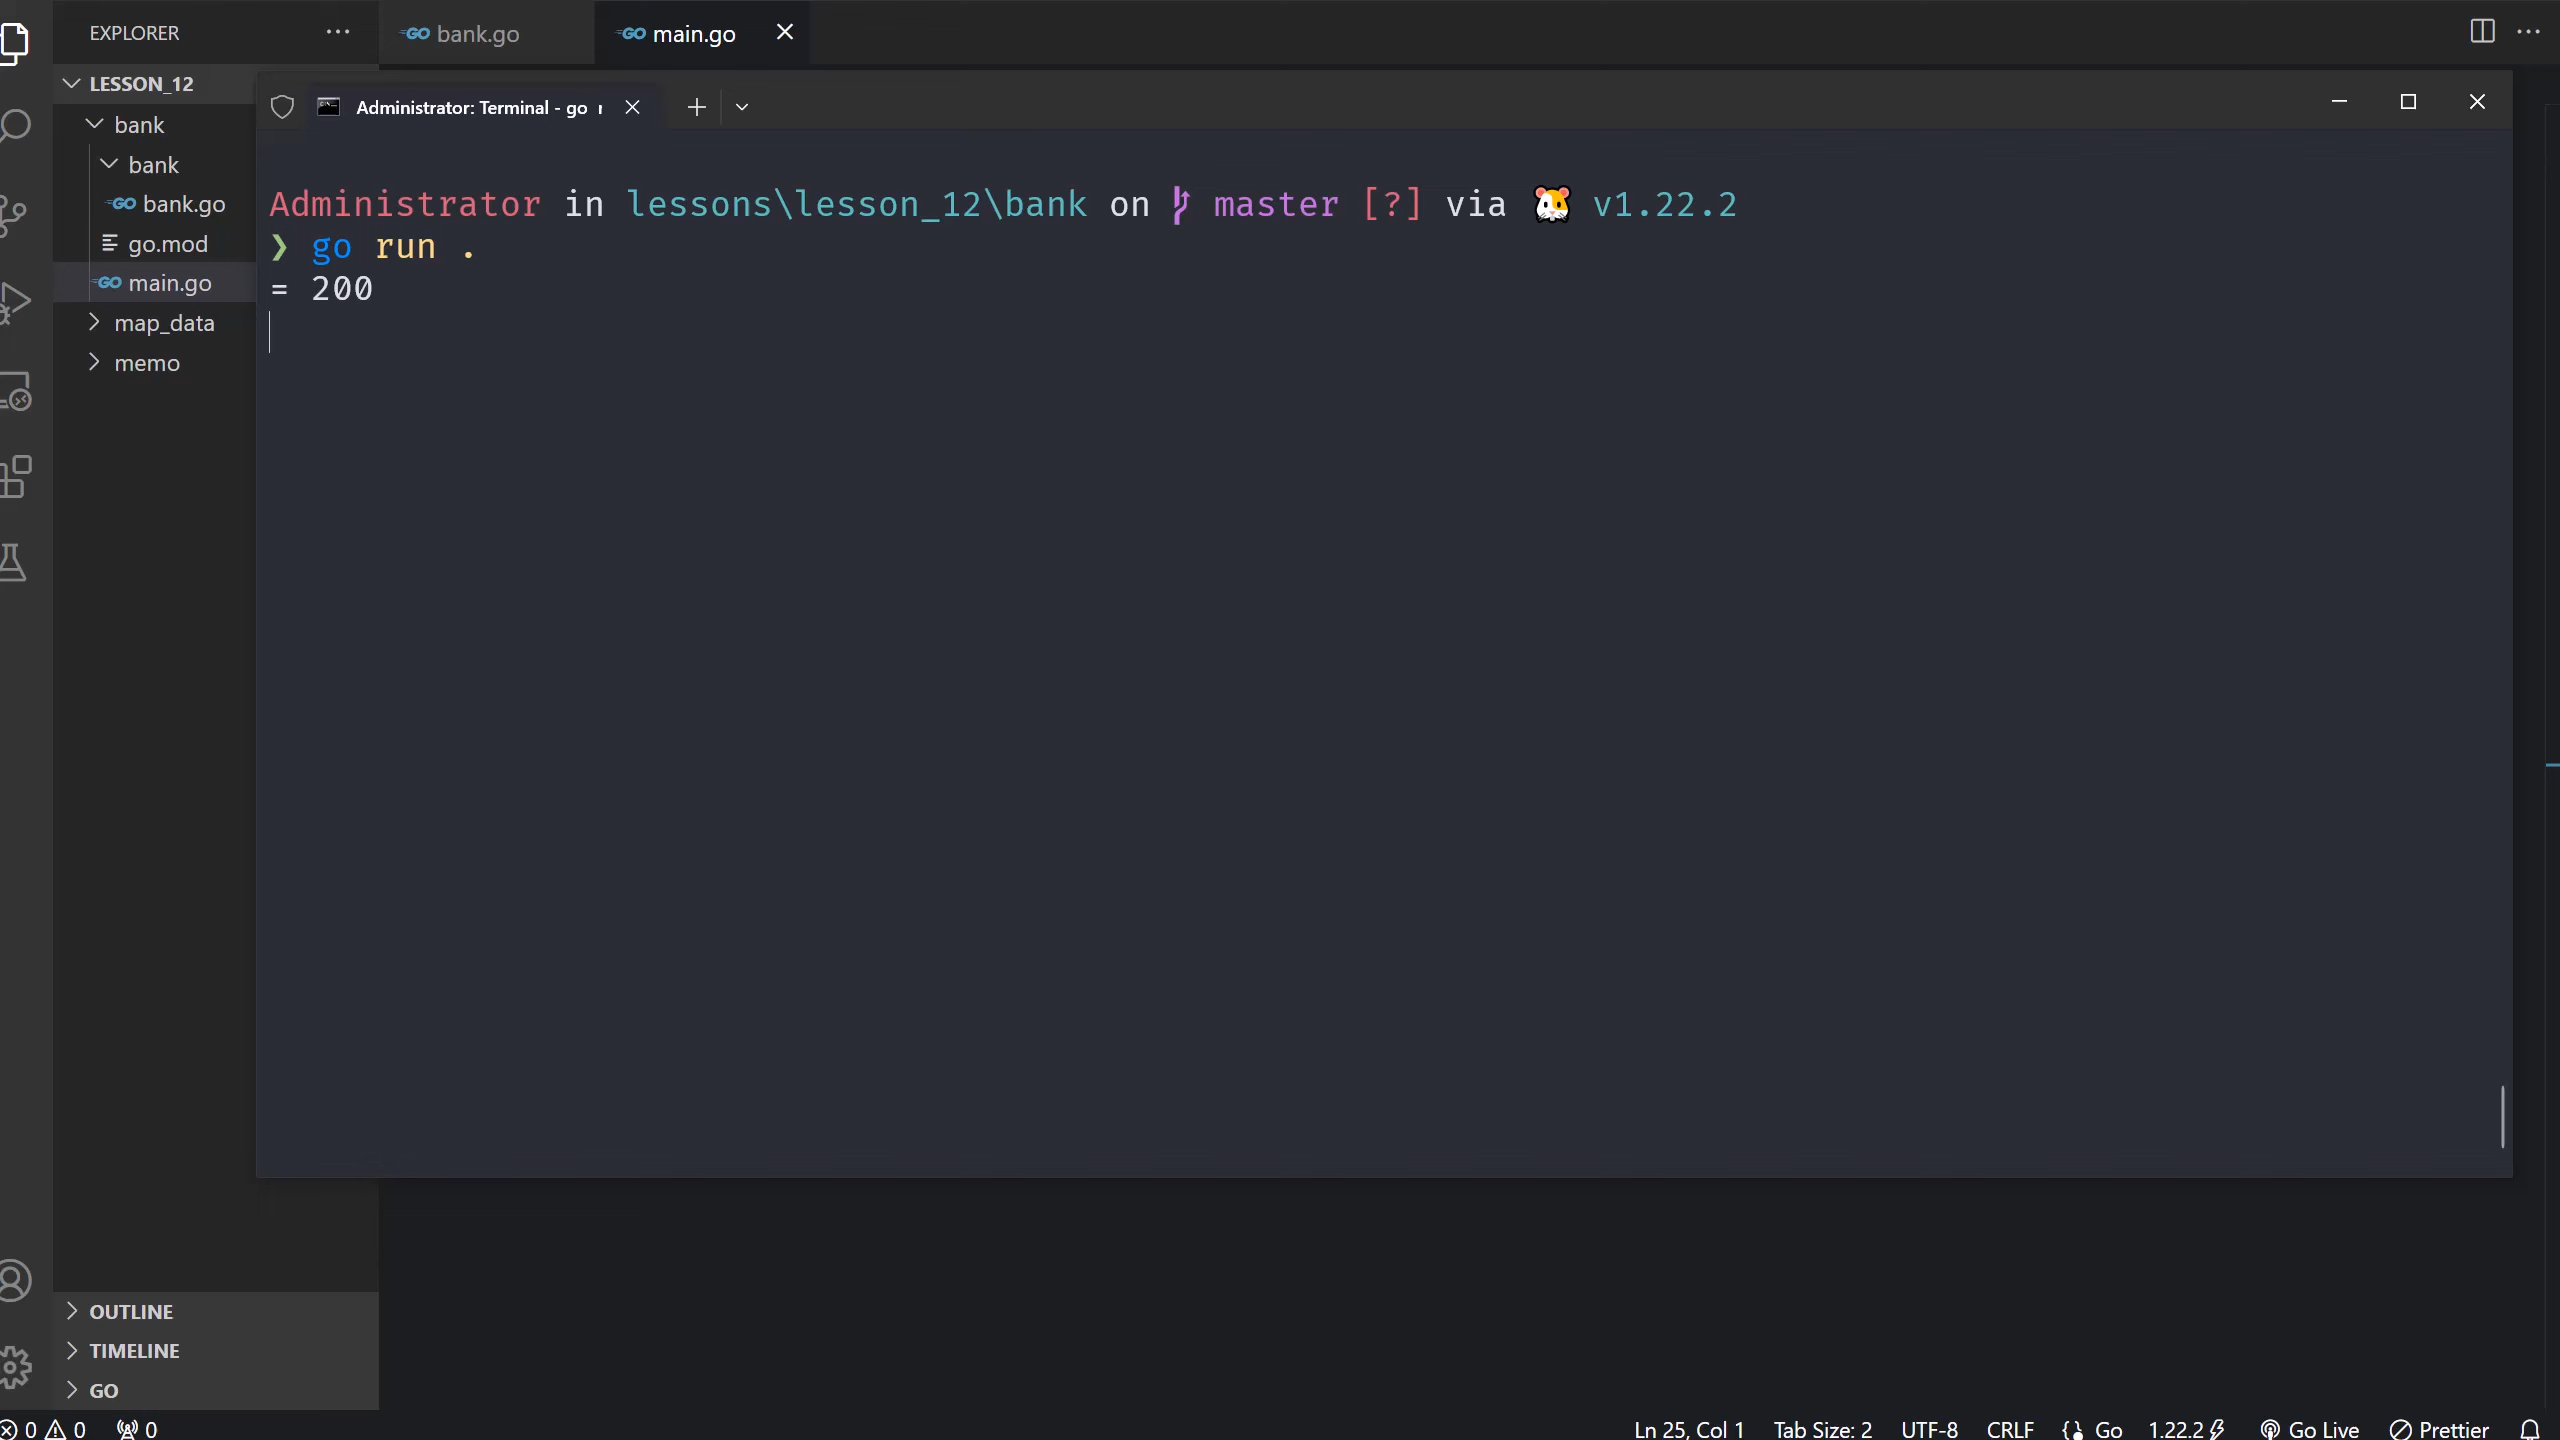 EXPLORER
bank.go
main.go
LESSON_12
bank
bank
bank.go
go.mod
main.go
map_data
memo
Administrator: Terminal - go r
Administrator in lessons\lesson_12\bank on master [?] via v1.22.2
❯ go run .
= 200
OUTLINE
TIMELINE
GO
0 0 0
Ln 25, Col 1 Tab Size: 2 UTF-8 CRLF Go 1.22.2 Go Live Prettier